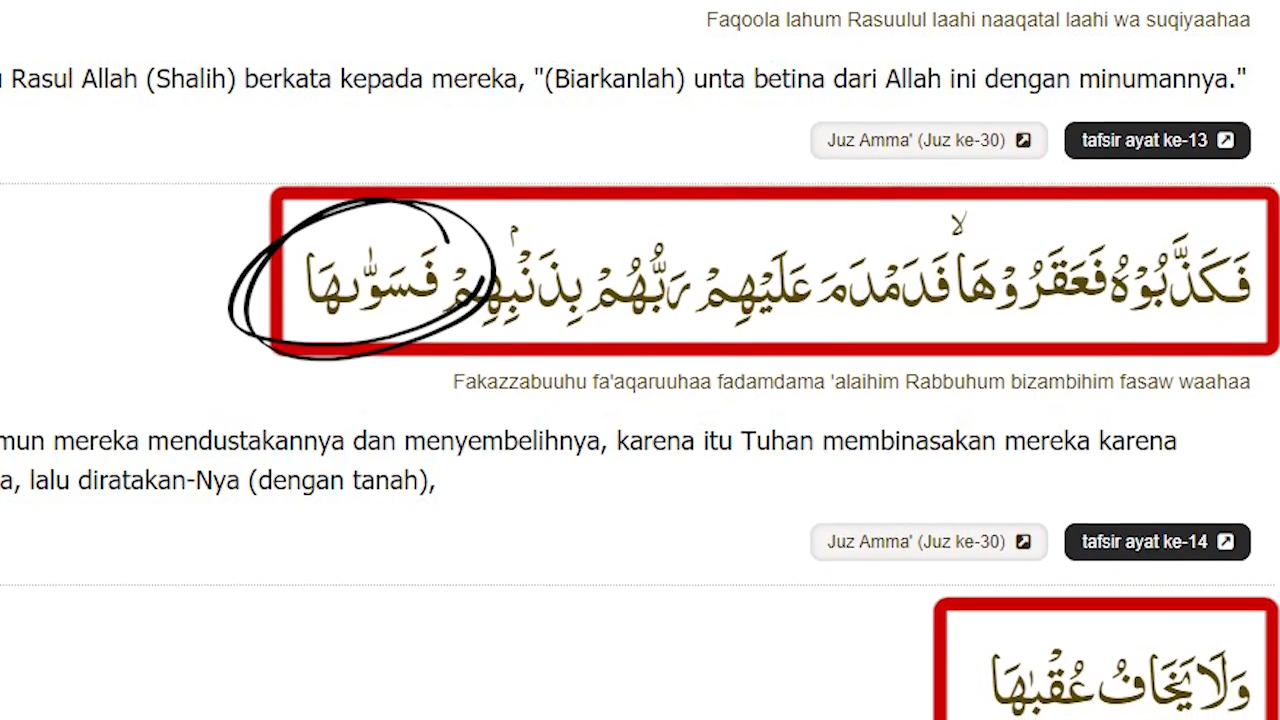 Faqoola lahum Rasuulul laahi naaqatal laahi wa suqiyaahaa
Rasul Allah (Shalih) berkata kepada mereka, "(Biarkanlah) unta betina dari Allah ini dengan minumannya."
Juz Amma' (Juz ke-30) tafsir ayat ke-13
فَكَذَّبُوْهُ فَعَقَرُوْهَاۖ فَدَمْدَمَ عَلَيْهِمْ رَبُّهُمْ بِذَنْۢبِهِمْ فَسَوّٰىهَا
Fakazzabuuhu fa'aqaruuhaa fadamdama 'alaihim Rabbuhum bizambihim fasaw waahaa
mereka mendustakannya dan menyembelihnya, karena itu Tuhan membinasakan mereka karena
lalu diratakan-Nya (dengan tanah),
Juz Amma' (Juz ke-30) tafsir ayat ke-14
وَلَا يَخَافُ عُقْبٰهَا